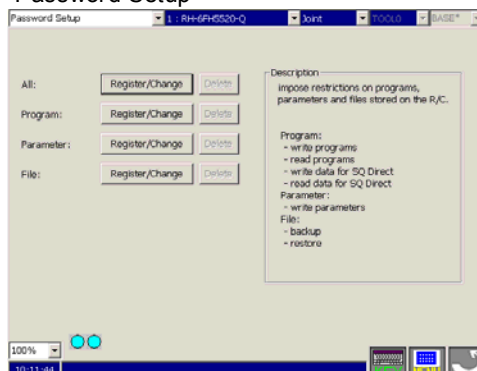 Password Setup
Password Setup 1 : RH-6FH5520-Q Joint TOOL0 BASE*
All: Register/Change Delete
Program: Register/Change Delete
Parameter: Register/Change Delete
File: Register/Change Delete
Description
impose restrictions on programs,
parameters and files stored on the R/C.
Program:
- write programs
- read programs
- write data for SQ Direct
- read data for SQ Direct
Parameter:
- write parameters
File:
- backup
- restore
100%
10:11:44